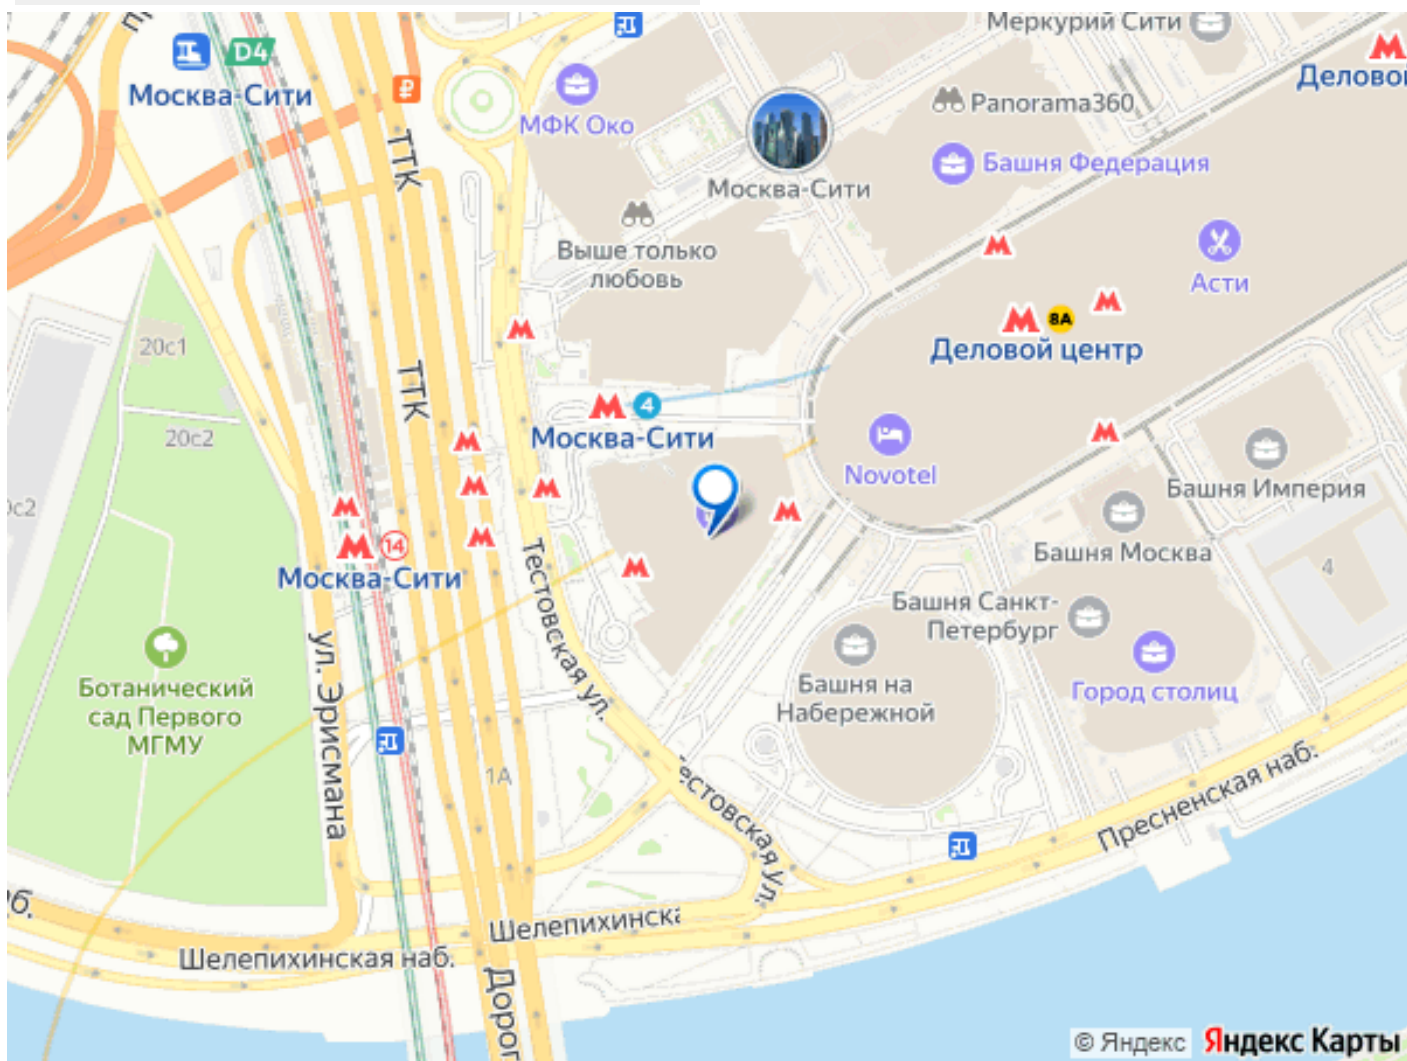 Меркурий Сити
D4
Москва-Сити
Деловой
МФК Око
Panorama360
ТТК
Башня Федерация
Москва-Сити
Выше только
любовь
Асти
8А
Деловой центр
20с1
ТТК
4
Москва-Сити
20с2
Novotel
Башня Империя
14
Москва-Сити
Башня Москва
4
Тестовская ул.
Башня Санкт-
Петербург
ул. Эрисмана
Ботанический
сад Первого
МГМУ
Башня на
Набережной
Город столиц
1А
Тестовская ул.
Пресненская наб.
Шелепихинска
Шелепихинская наб.
Дорог
© Яндекс Яндекс Карты